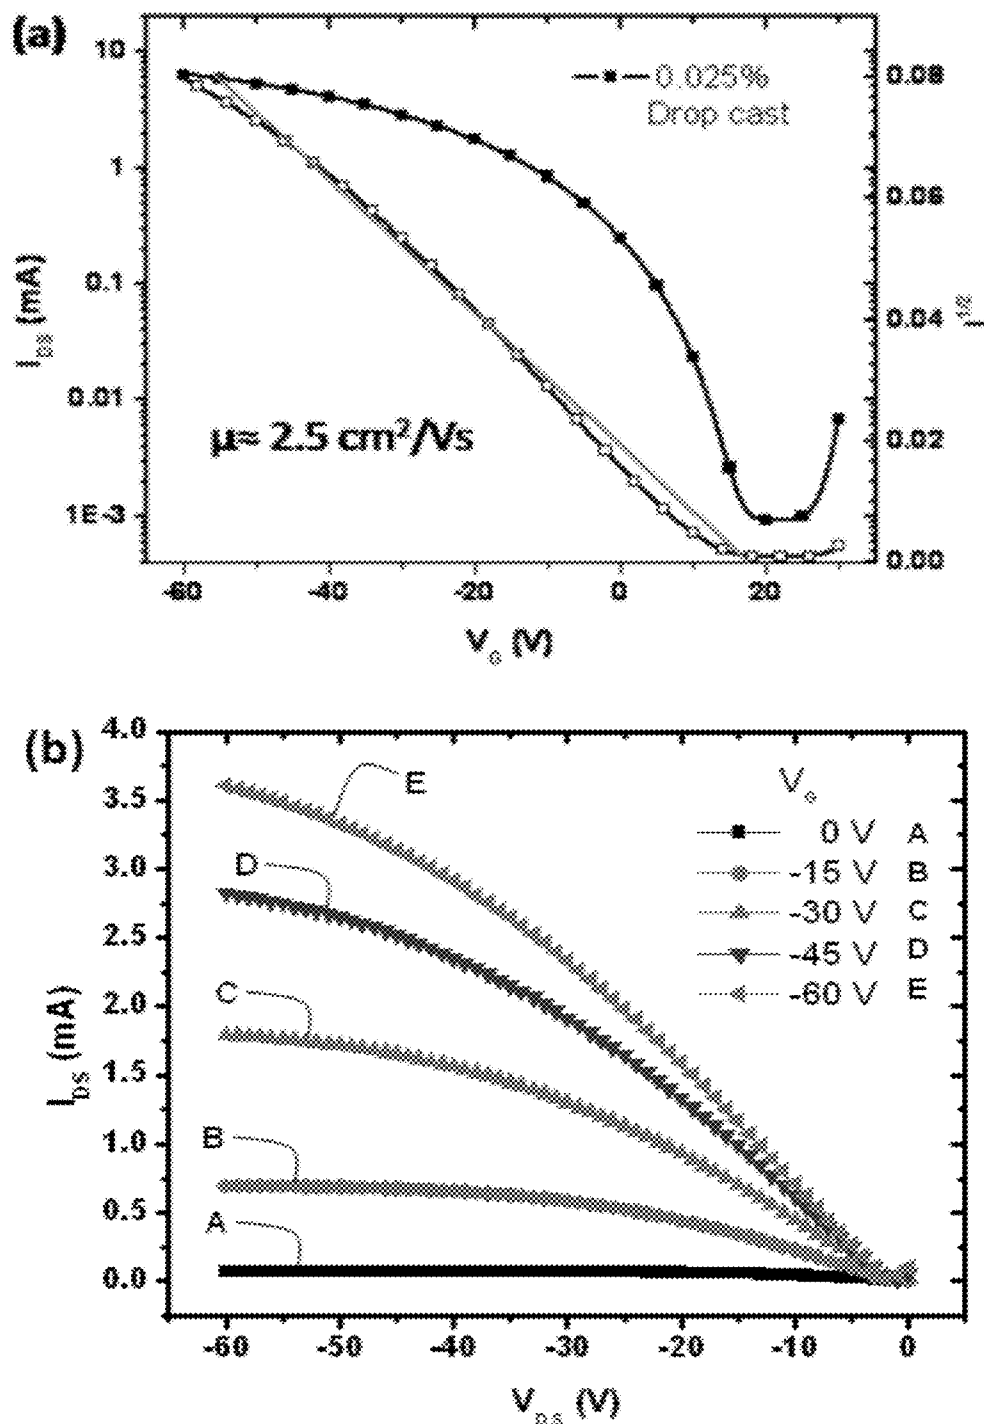 (a)
10
1
0.1
0.01
1E-3
I_DS (mA)
0.025%
Drop cast
μ= 2.5 cm²/Vs
0.08
0.06
0.04
0.02
0.00
I^1/2
-60 -40 -20 0 20
V_G (V)
(b)
4.0
3.5
3.0
2.5
2.0
1.5
1.0
0.5
0.0
I_DS (mA)
E
D
C
B
A
V_G
0 V A
-15 V B
-30 V C
-45 V D
-60 V E
-60 -50 -40 -30 -20 -10 0
V_DS (V)